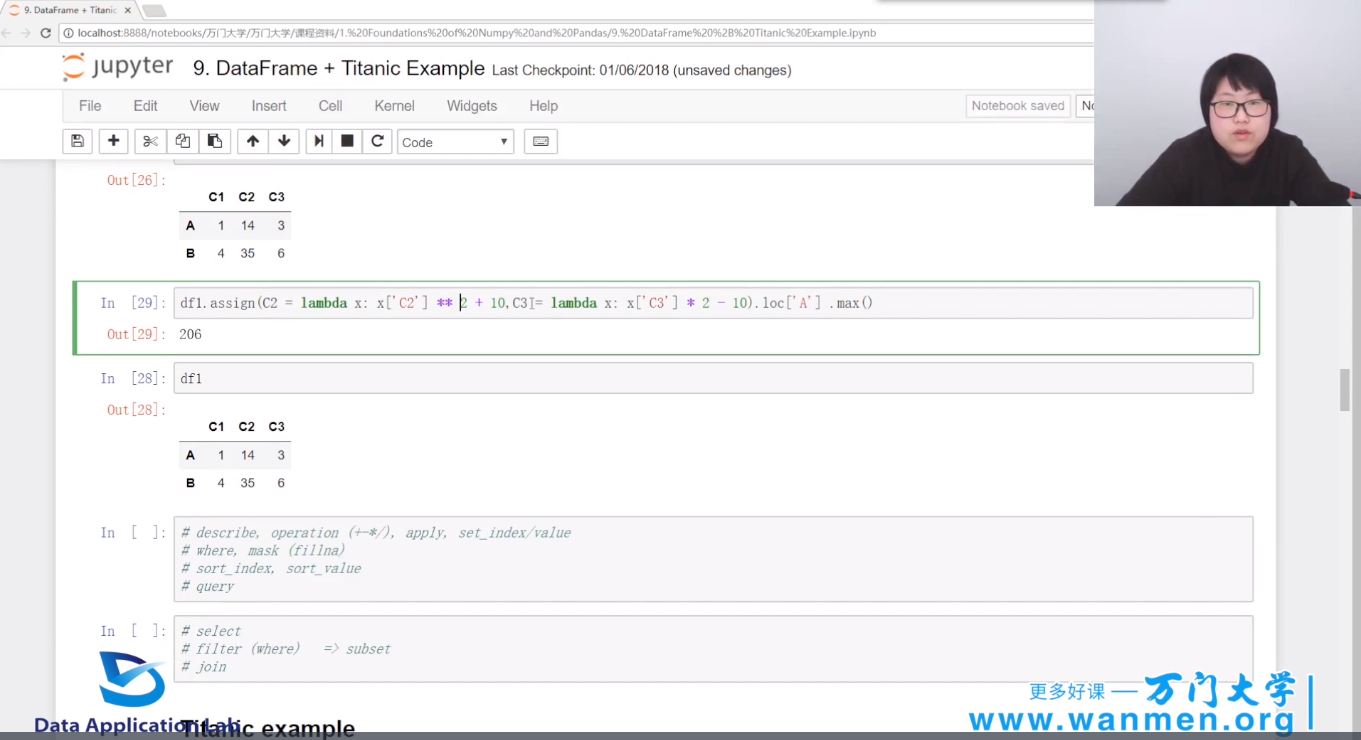 9. DataFrame + Titanic
localhost:8888/notebooks/万门大学/万门大学/课程资料/1.%20Foundations%20of%20Numpy%20and%20Pandas/9.%20DataFrame%20%2B%20Titanic%20Example.ipynb
jupyter 9. DataFrame + Titanic Example Last Checkpoint: 01/06/2018 (unsaved changes)
File Edit View Insert Cell Kernel Widgets Help Notebook saved
Code
Out[26]:
C1 C2 C3
A 1 14 3
B 4 35 6
In [29]: df1.assign(C2 = lambda x: x['C2'] ** 2 + 10,C3= lambda x: x['C3'] * 2 - 10).loc['A'] .max()
Out[29]: 206
In [28]: df1
Out[28]:
C1 C2 C3
A 1 14 3
B 4 35 6
In [ ]: # describe, operation (+-*/), apply, set_index/value
# where, mask (fillna)
# sort_index, sort_value
# query
In [ ]: # select
# filter (where) => subset
# join
Titanic example
Data Application Lab
更多好课 — 万门大学
www.wanmen.org